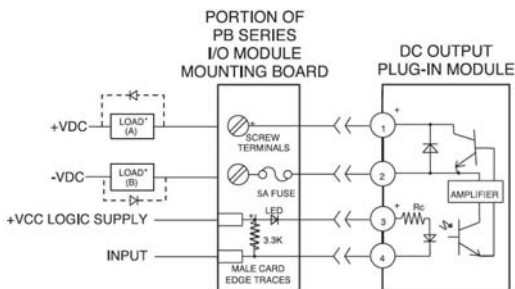 PORTION OF
PB SERIES
I/O MODULE
MOUNTING BOARD
DC OUTPUT
PLUG-IN MODULE
+VDC
LOAD*
(A)
+
SCREW
TERMINALS
+
1
-VDC
LOAD*
(B)
5A FUSE
2
AMPLIFIER
+VCC LOGIC SUPPLY
+
LED
3.3K
+
3
Rc
INPUT
4
MALE CARD
EDGE TRACES